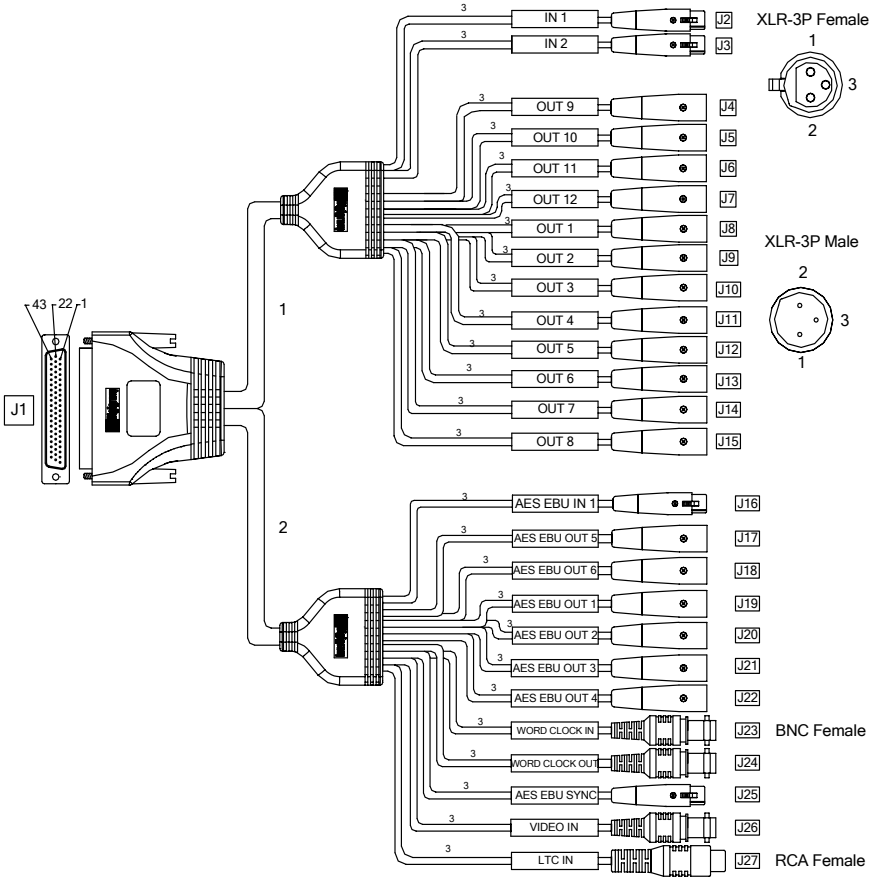 3 IN 1 J2 XLR-3P Female
3 IN 2 J3 1
3
2
3 OUT 9 J4
3 OUT 10 J5
3 OUT 11 J6
3 OUT 12 J7
3 OUT 1 J8
3 OUT 2 J9 XLR-3P Male
3 OUT 3 J10 2
3 OUT 4 J11 3
3 OUT 5 J12 1
3 OUT 6 J13
3 OUT 7 J14
3 OUT 8 J15
1
43 22 1
J1
2
3 AES EBU IN 1 J16
3 AES EBU OUT 5 J17
3 AES EBU OUT 6 J18
3 AES EBU OUT 1 J19
3 AES EBU OUT 2 J20
3 AES EBU OUT 3 J21
3 AES EBU OUT 4 J22
3 WORD CLOCK IN J23 BNC Female
3 WORD CLOCK OUT J24
3 AES EBU SYNC J25
3 VIDEO IN J26
3 LTC IN J27 RCA Female